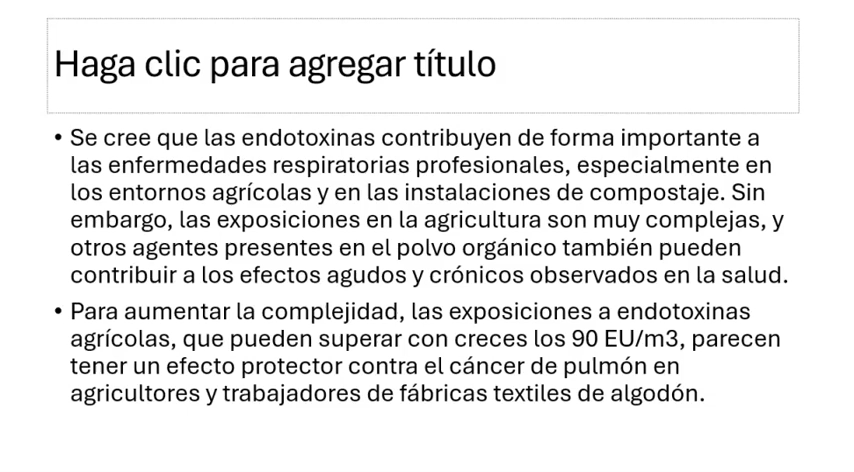 Haga clic para agregar título
• Se cree que las endotoxinas contribuyen de forma importante a
las enfermedades respiratorias profesionales, especialmente en
los entornos agrícolas y en las instalaciones de compostaje. Sin
embargo, las exposiciones en la agricultura son muy complejas, y
otros agentes presentes en el polvo orgánico también pueden
contribuir a los efectos agudos y crónicos observados en la salud.
• Para aumentar la complejidad, las exposiciones a endotoxinas
agrícolas, que pueden superar con creces los 90 EU/m3, parecen
tener un efecto protector contra el cáncer de pulmón en
agricultores y trabajadores de fábricas textiles de algodón.